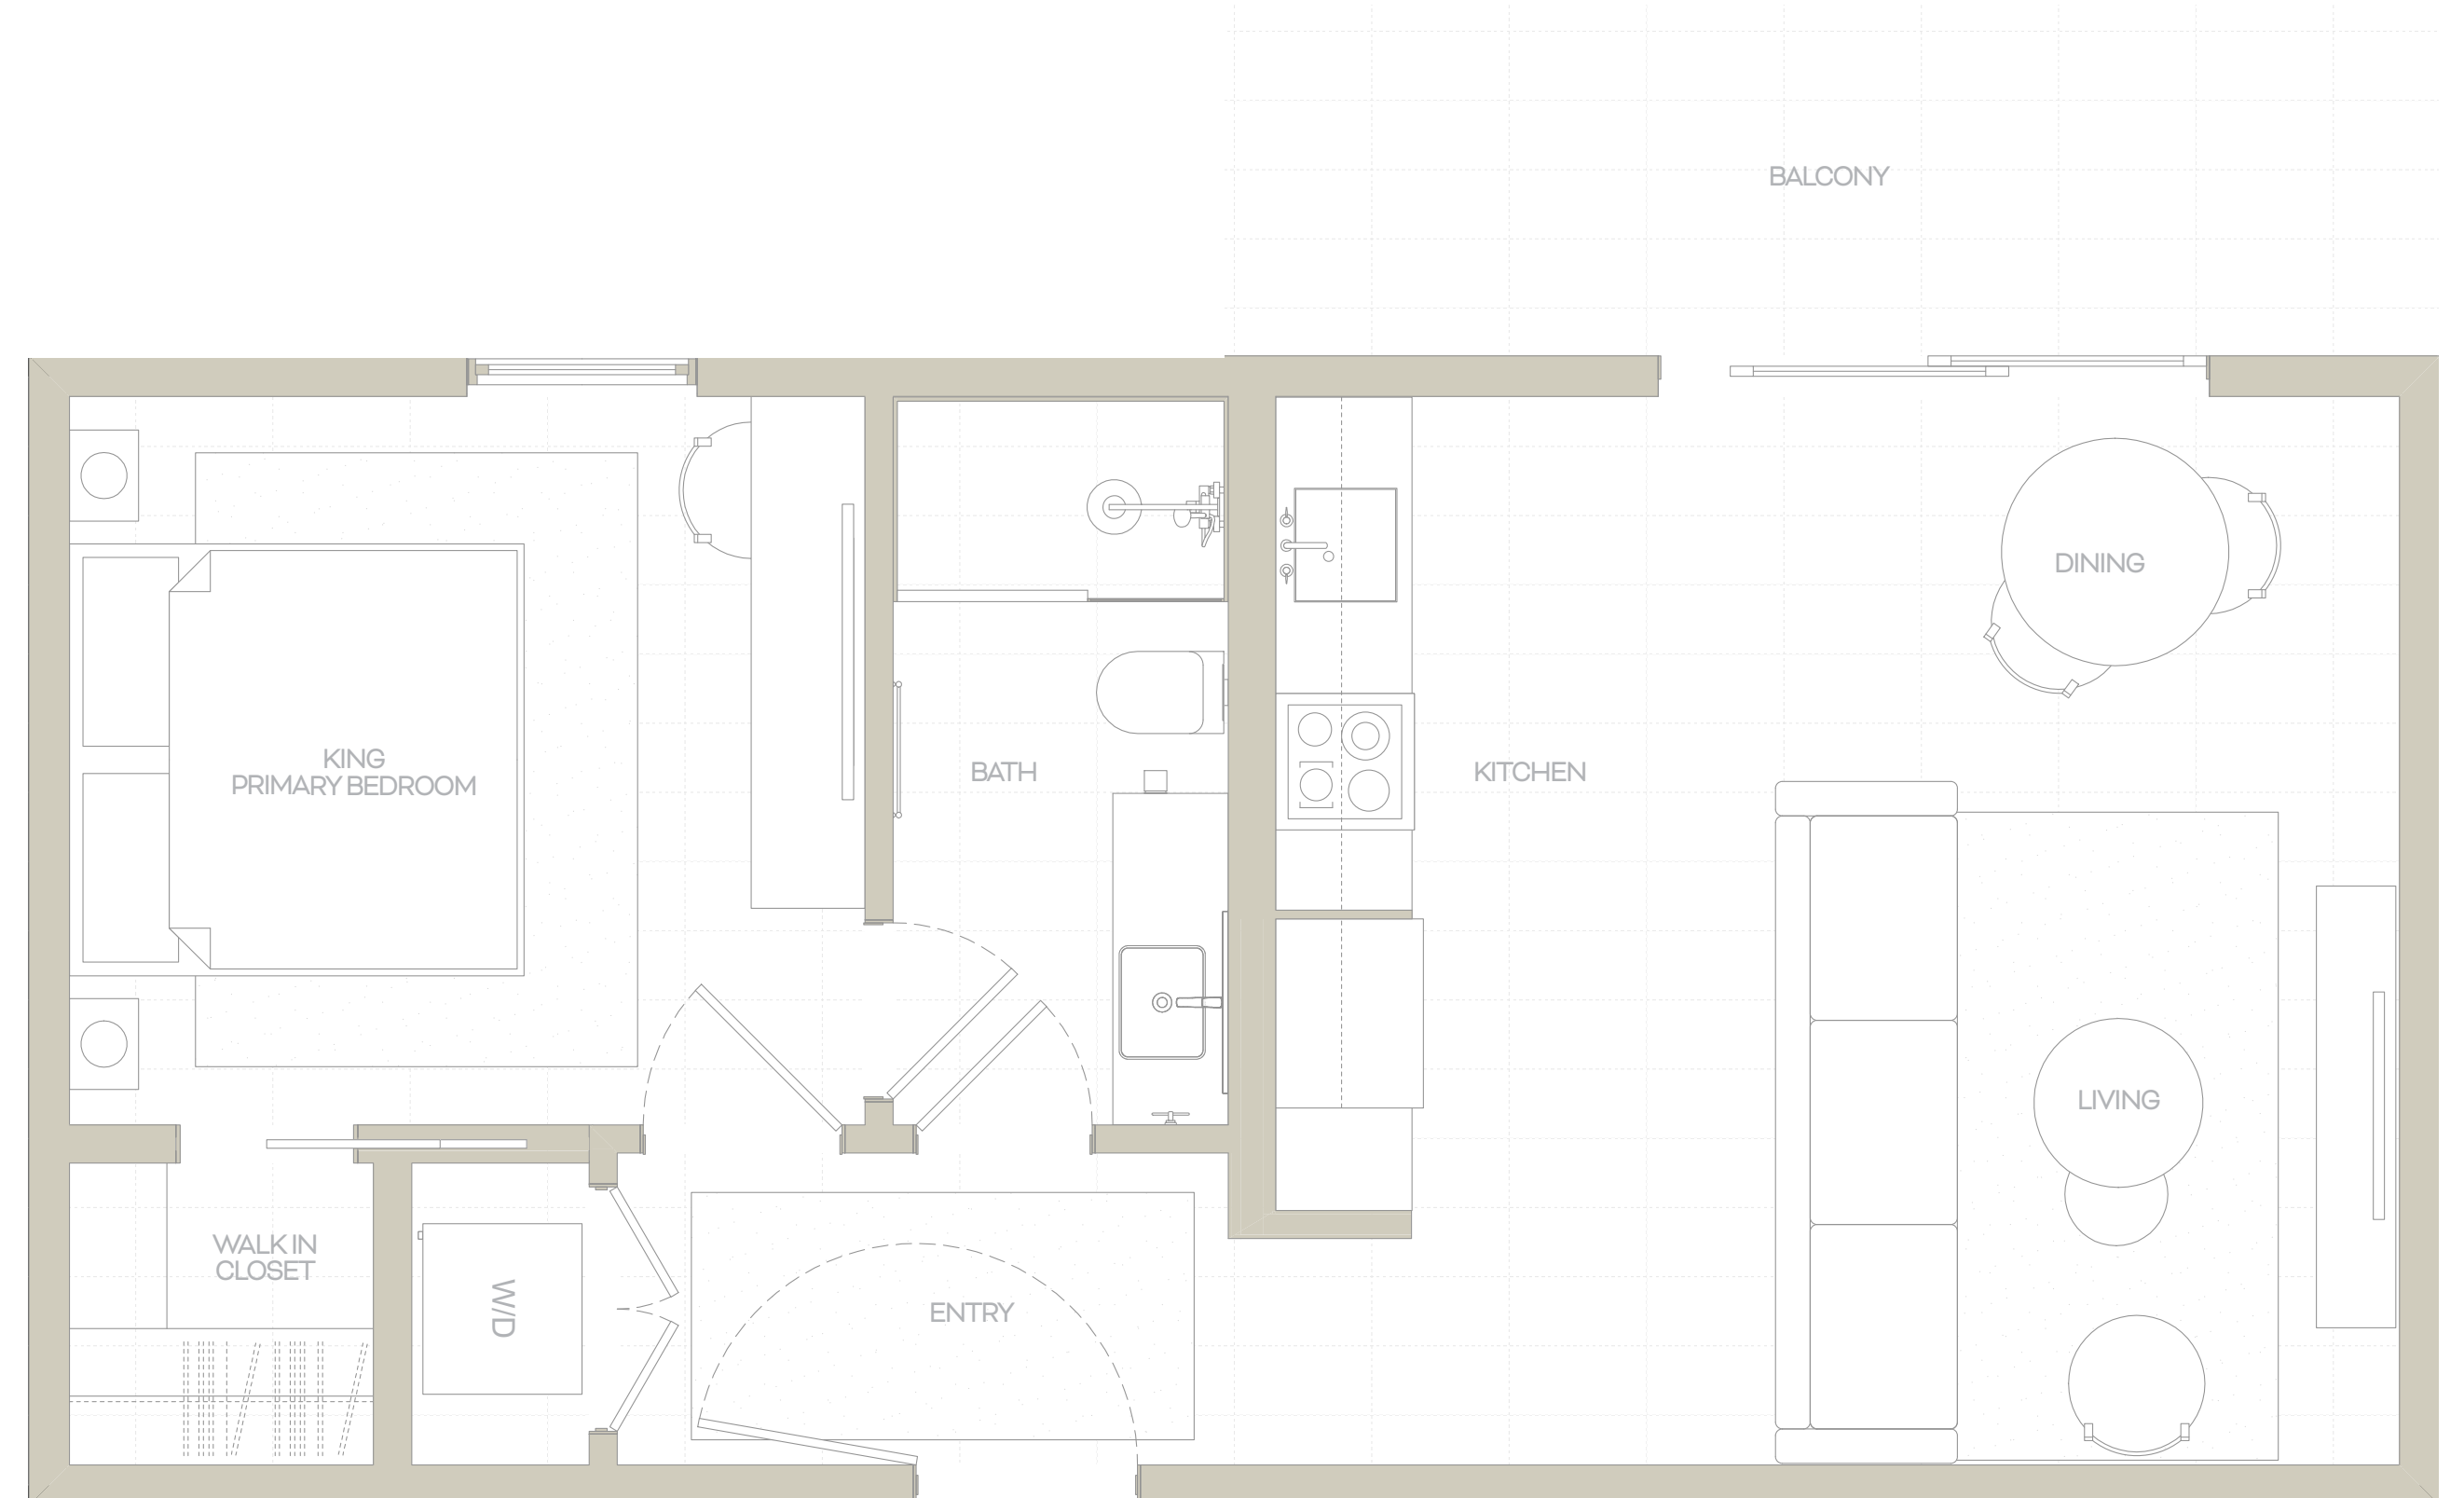 BALCONY
DINING
KING
PRIMARY BEDROOM
BATH
KITCHEN
LIVING
WALK IN
CLOSET
W/D
ENTRY